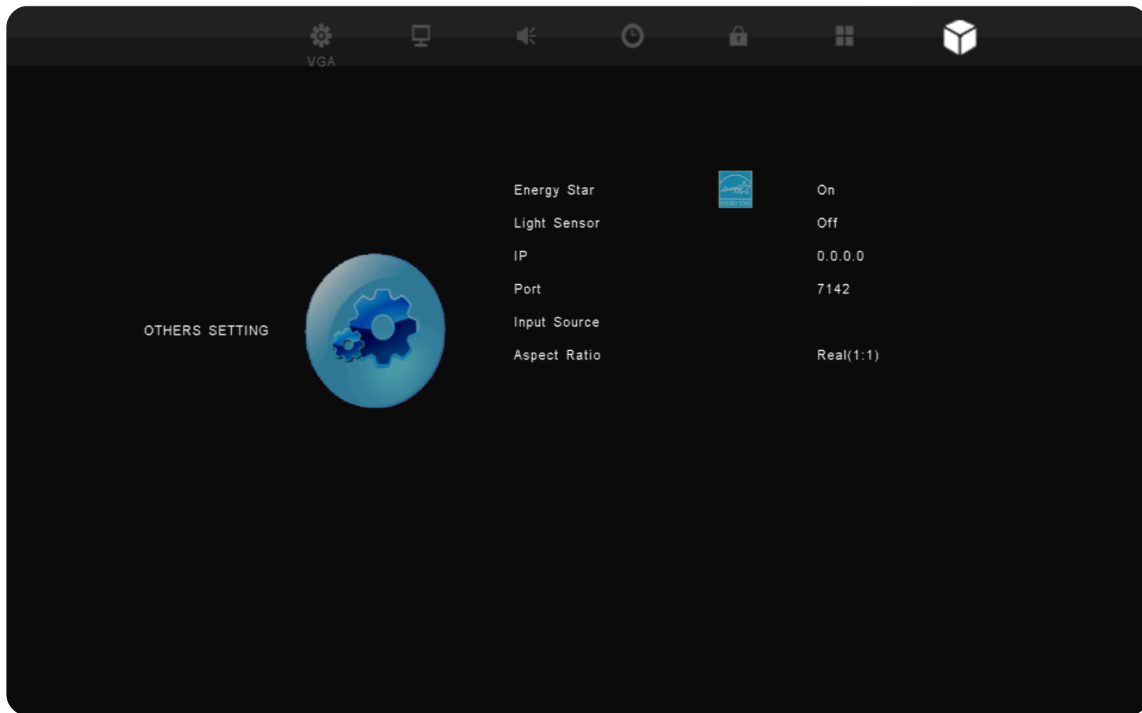 VGA
Energy Star On
Light Sensor Off
IP 0.0.0.0
Port 7142
Input Source
OTHERS SETTING
Aspect Ratio Real(1:1)